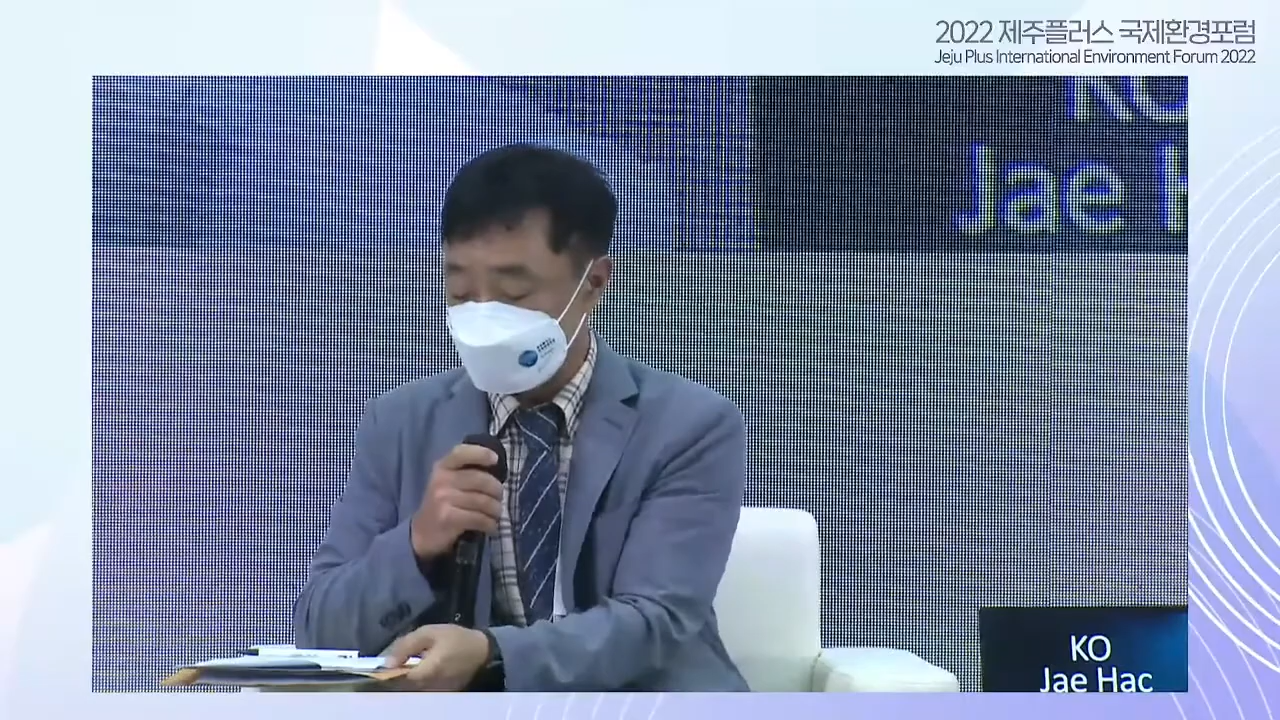 2022 제주플러스 국제환경포럼
Jeju Plus International Environment Forum 2022
KO
Jae H
KO
Jae Hac